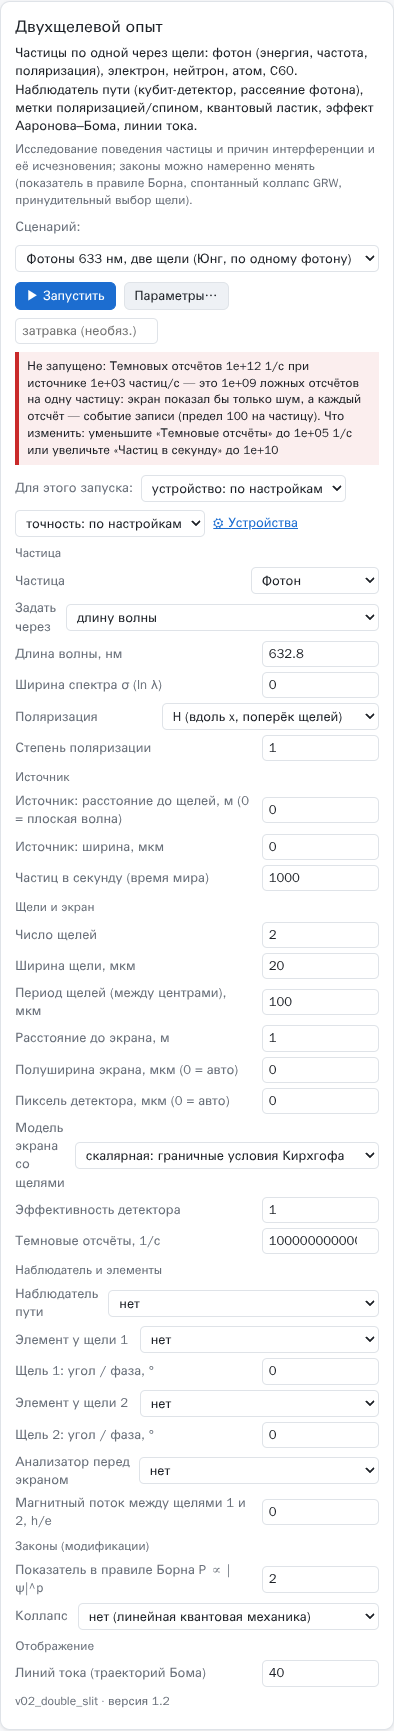 Двухщелевой опыт
Частицы по одной через щели: фотон (энергия, частота,
поляризация), электрон, нейтрон, атом, C60.
Наблюдатель пути (кубит-детектор, рассеяние фотона),
метки поляризацией/спином, квантовый ластик, эффект
Ааронова—Бома, линии тока.
Исследование поведения частицы и причин интерференции и
её исчезновения; законы можно намеренно менять
(показатель в правиле Борна, спонтанный коллапс GRW,
принудительный выбор щели).
Сценарий:
Фотоны 633 нм, две щели (Юнг, по одному фотону)
▶ Запустить Параметры…
затравка (необяз.)
Не запущено: Темновых отсчётов 1e+12 1/с при
источнике 1e+03 частиц/с — это 1e+09 ложных отсчётов
на одну частицу: экран показал бы только шум, а каждый
отсчёт — событие записи (предел 100 на частицу). Что
изменить: уменьшите «Темновые отсчёты» до 1e+05 1/с
или увеличьте «Частиц в секунду» до 1e+10
Для этого запуска: устройство: по настройкам
точность: по настройкам ⚙ Устройства
Частица
Частица Фотон
Задать
через длину волны
Длина волны, нм 632.8
Ширина спектра σ (ln λ) 0
Поляризация H (вдоль x, поперёк щелей)
Степень поляризации 1
Источник
Источник: расстояние до щелей, м (0
= плоская волна) 0
Источник: ширина, мкм 0
Частиц в секунду (время мира) 1000
Щели и экран
Число щелей 2
Ширина щели, мкм 20
Период щелей (между центрами),
мкм 100
Расстояние до экрана, м 1
Полуширина экрана, мкм (0 = авто) 0
Пиксель детектора, мкм (0 = авто) 0
Модель
экрана
со
щелями скалярная: граничные условия Кирхгофа
Эффективность детектора 1
Темновые отсчёты, 1/с 100000000000
Наблюдатель и элементы
Наблюдатель
пути нет
Элемент у щели 1 нет
Щель 1: угол / фаза, ° 0
Элемент у щели 2 нет
Щель 2: угол / фаза, ° 0
Анализатор перед
экраном нет
Магнитный поток между щелями 1 и
2, h/e 0
Законы (модификации)
Показатель в правиле Борна P ∝ |
ψ|^p 2
Коллапс нет (линейная квантовая механика)
Отображение
Линий тока (траекторий Бома) 40
v02_double_slit · версия 1.2